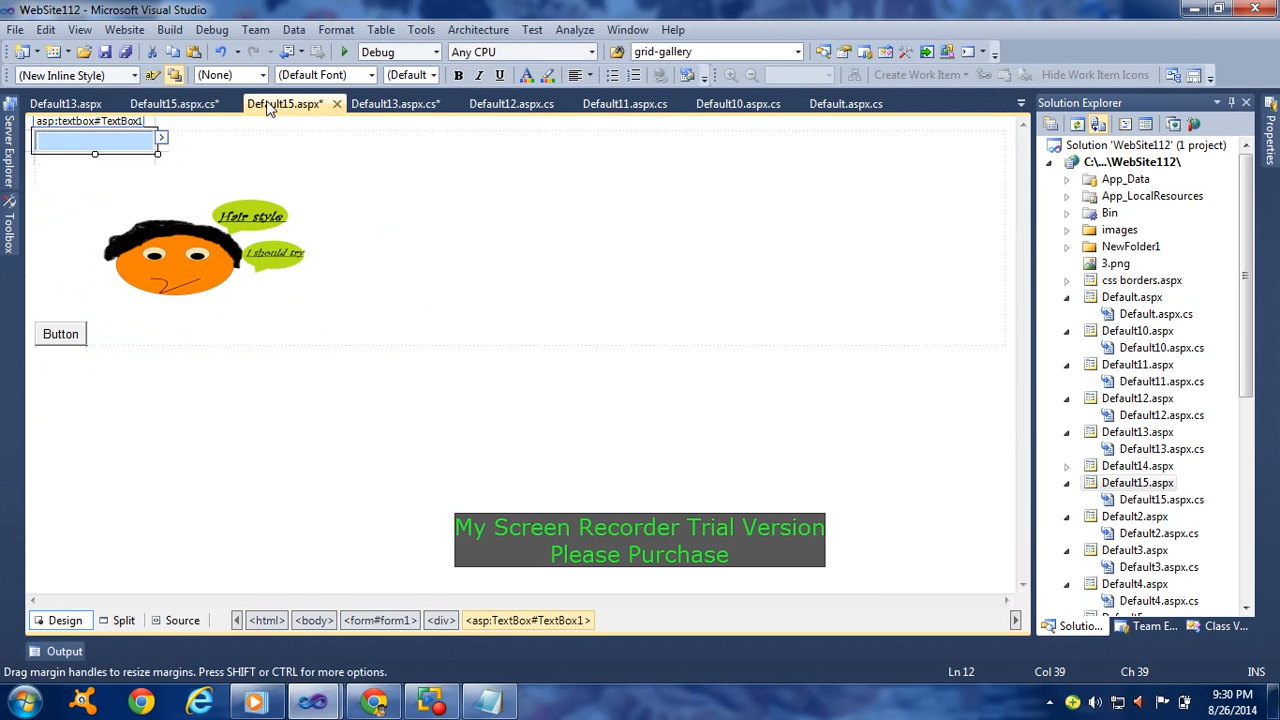 WebSite112 - Microsoft Visual Studio
File Edit View Website Build Debug Team Data Format Table Tools Architecture Test Analyze Window Help
Debug Any CPU grid-gallery
(New Inline Style) (None) (Default Font) (Default B I U A Create Work Item Hide Work Items
Default13.aspx Default15.aspx.cs* Default15.aspx* Default13.aspx.cs* Default12.aspx.cs Default11.aspx.cs Default10.aspx.cs Default.aspx.cs
Solution Explorer
Server Explorer
Toolbox
Properties
asp:textbox#TextBox1
Hair style
I should try
Button
My Screen Recorder Trial Version
Please Purchase
Solution 'WebSite112' (1 project)
C:\...\WebSite112\
App_Data
App_LocalResources
Bin
images
NewFolder1
3.png
css borders.aspx
Default.aspx
Default.aspx.cs
Default10.aspx
Default10.aspx.cs
Default11.aspx
Default11.aspx.cs
Default12.aspx
Default12.aspx.cs
Default13.aspx
Default13.aspx.cs
Default14.aspx
Default15.aspx
Default15.aspx.cs
Default2.aspx
Default2.aspx.cs
Default3.aspx
Default3.aspx.cs
Default4.aspx
Default4.aspx.cs
Design Split Source <html> <body> <form#form1> <div> <asp:TextBox#TextBox1>
Solutio... Team E... Class V...
Output
Drag margin handles to resize margins. Press SHIFT or CTRL for more options. Ln 12 Col 39 Ch 39 INS
9:30 PM
8/26/2014